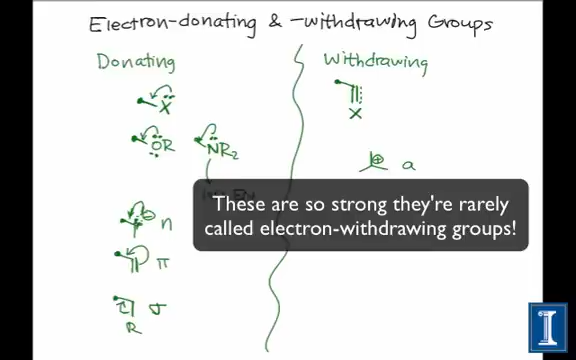 Electron-donating & -withdrawing Groups
Donating
Withdrawing
X
X
OR
NR2
a
These are so strong they're rarely
called electron-withdrawing groups!
n
π
σ
R
I